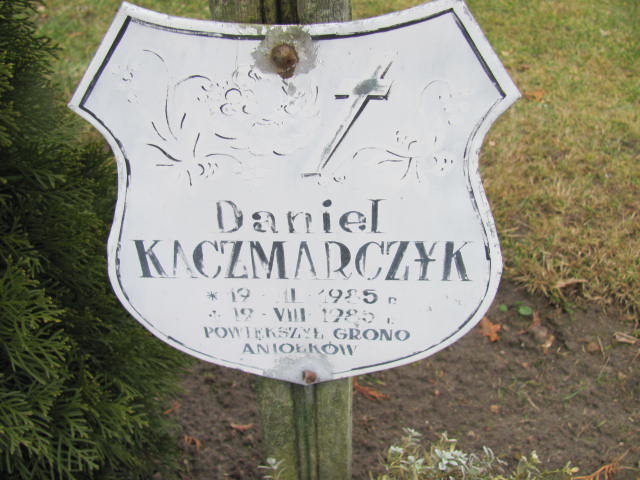 Daniel
KACZMARCZYK
* 19 - II - 1985 r
19 - VIII - 1985 r
POWIĘKSZYŁ GRONO
ANIOŁKÓW